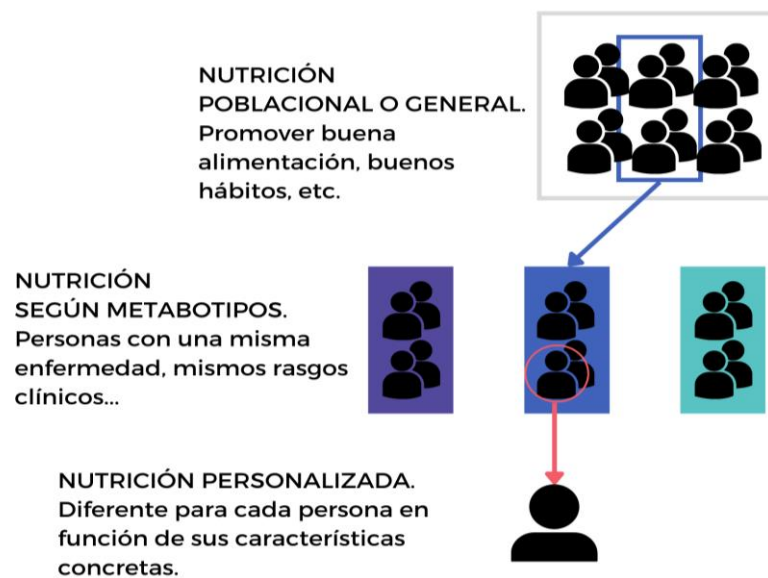 NUTRICIÓN
POBLACIONAL O GENERAL.
Promover buena
alimentación, buenos
hábitos, etc.
NUTRICIÓN
SEGÚN METABOTIPOS.
Personas con una misma
enfermedad, mismos rasgos
clínicos...
NUTRICIÓN PERSONALIZADA.
Diferente para cada persona en
función de sus características
concretas.